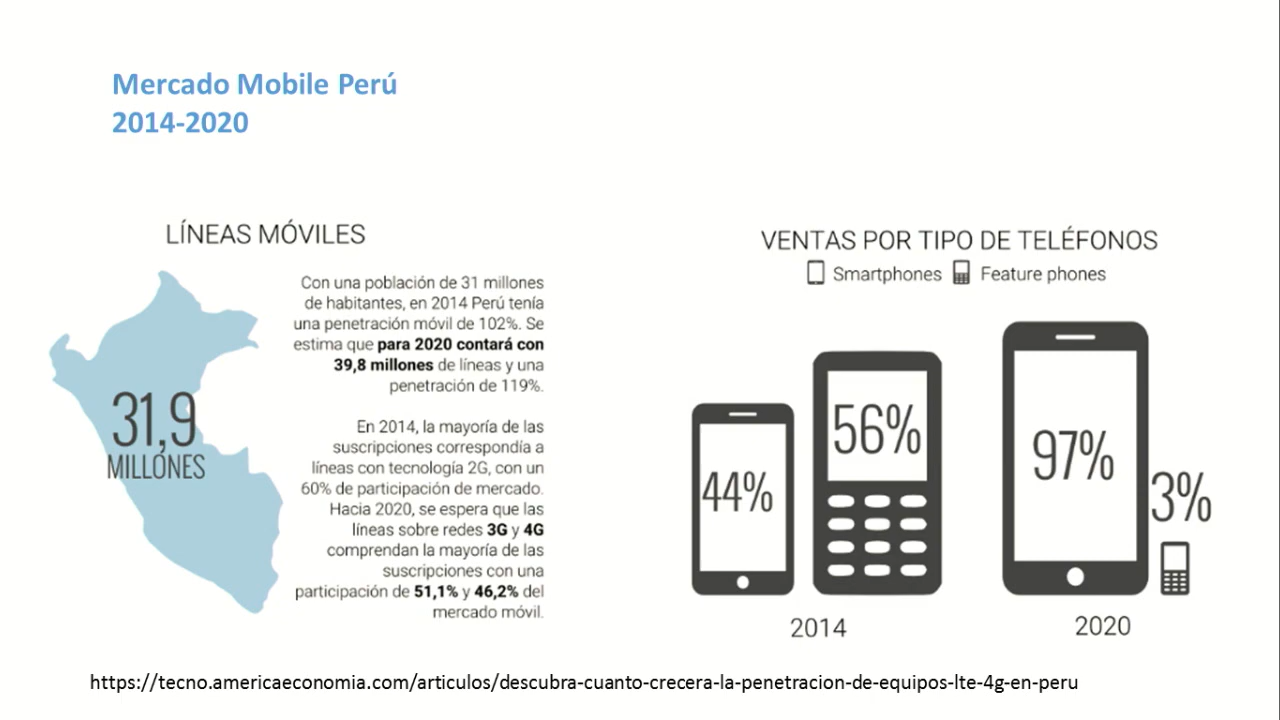 Mercado Mobile Perú
2014-2020
LÍNEAS MÓVILES
31,9
MILLONES
Con una población de 31 millones
de habitantes, en 2014 Perú tenía
una penetración móvil de 102%. Se
estima que para 2020 contará con
39,8 millones de líneas y una
penetración de 119%.
En 2014, la mayoría de las
suscripciones correspondía a
líneas con tecnología 2G, con un
60% de participación de mercado.
Hacia 2020, se espera que las
líneas sobre redes 3G y 4G
comprendan la mayoría de las
suscripciones con una
participación de 51,1% y 46,2% del
mercado móvil.
VENTAS POR TIPO DE TELÉFONOS
Smartphones Feature phones
44%
56%
97%
3%
2014
2020
https://tecno.americaeconomia.com/articulos/descubra-cuanto-crecera-la-penetracion-de-equipos-lte-4g-en-peru